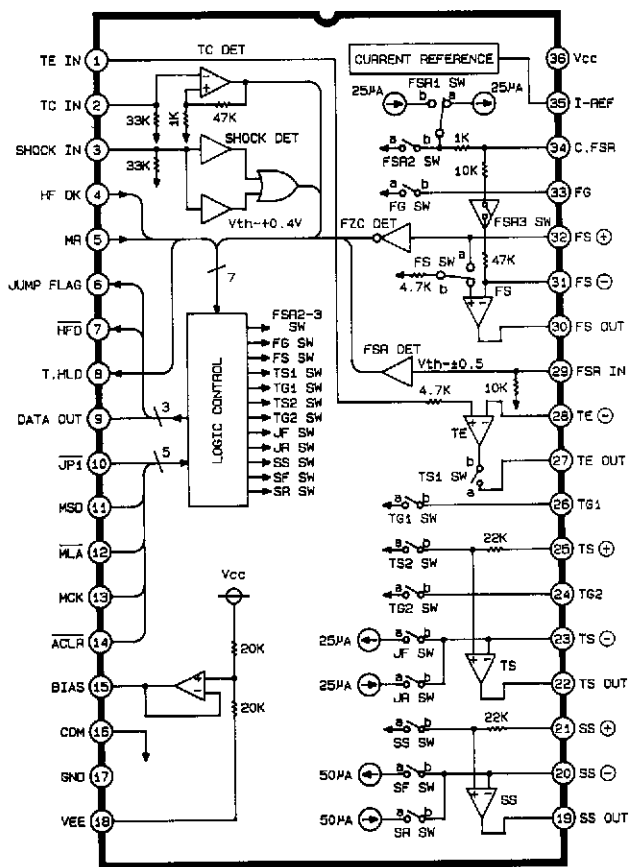 TE IN
1
TC DET
TC IN
2
33K
1K
47K
SHOCK IN
3
33K
SHOCK DET
HF OK
4
Vth-+0.4V
MR
5
7
JUMP FLAG
6
HFD
7
T.HLD
8
DATA OUT
9
3
JP1
10
5
MSD
11
MLA
12
MCK
13
ACLR
14
BIAS
15
COM
16
GND
17
VEE
18
LOGIC CONTROL
FSR2-3
SW
FG SW
FS SW
TS1 SW
TG1 SW
TS2 SW
TG2 SW
JF SW
JR SW
SS SW
SF SW
SR SW
Vcc
20K
20K
CURRENT REFERENCE
36
Vcc
FSR1 SW
25µA
b
a
25µA
35
I-REF
a
b
FSR2 SW
1K
34
C.FSR
10K
a
b
FG SW
33
FG
FSR3 SW
FZC DET
32
FS ⊕
a
FS SW
b
4.7K
47K
31
FS ⊖
FS
30
FS OUT
FSR DET
Vth-±0.5
29
FSR IN
4.7K
10K
28
TE ⊖
TE
TS1 SW
b
a
27
TE OUT
a
b
TG1 SW
26
TG1
a
b
TS2 SW
22K
25
TS ⊕
a
b
TG2 SW
24
TG2
25µA
a
b
JF SW
23
TS ⊖
TS
25µA
a
b
JR SW
22
TS OUT
a
b
SS SW
22K
21
SS ⊕
50µA
a
b
SF SW
20
SS ⊖
SS
50µA
a
b
SR SW
19
SS OUT